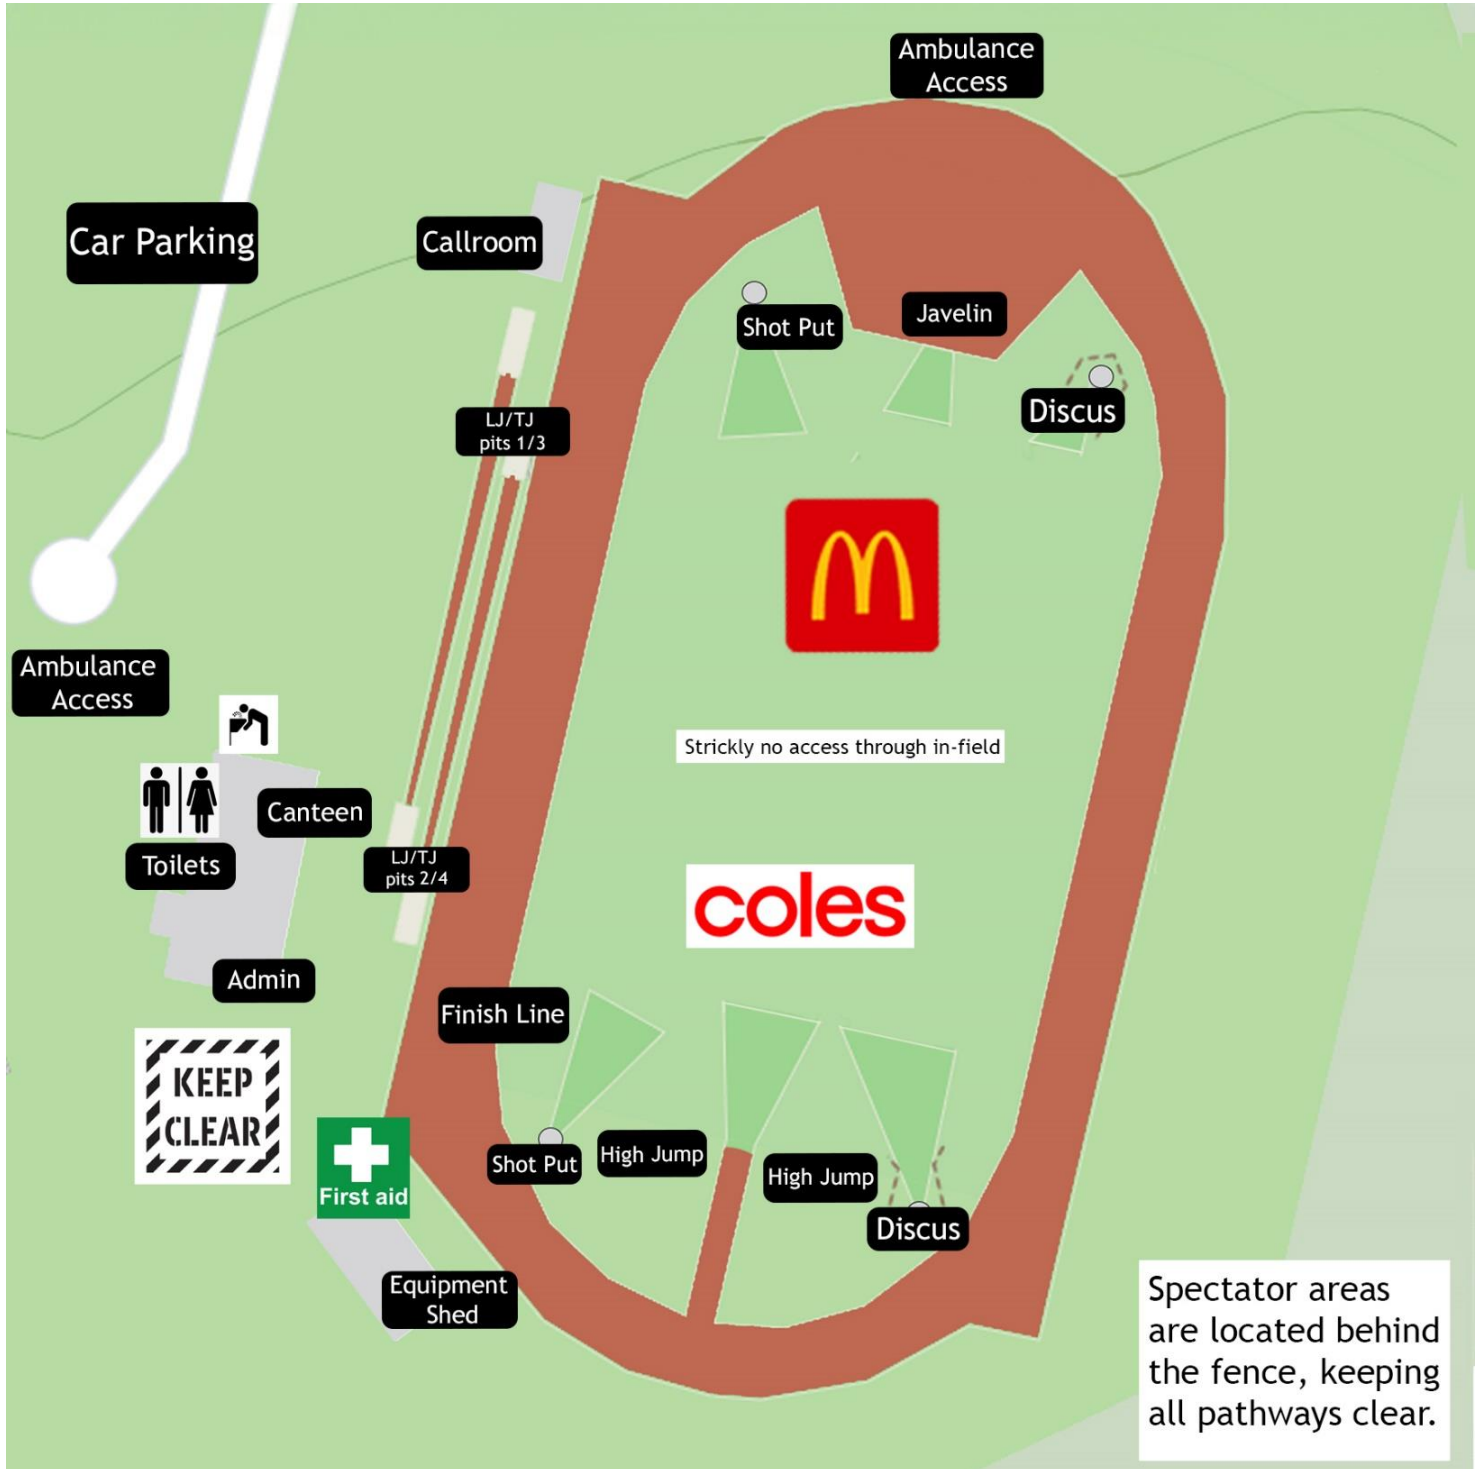 Ambulance
Access
Car Parking
Callroom
Shot Put
Javelin
Discus
LJ/TJ
pits 1/3
Ambulance
Access
Strickly no access through in-field
Canteen
Toilets
LJ/TJ
pits 2/4
coles
Admin
Finish Line
KEEP
CLEAR
First aid
Shot Put
High Jump
High Jump
Discus
Equipment
Shed
Spectator areas
are located behind
the fence, keeping
all pathways clear.